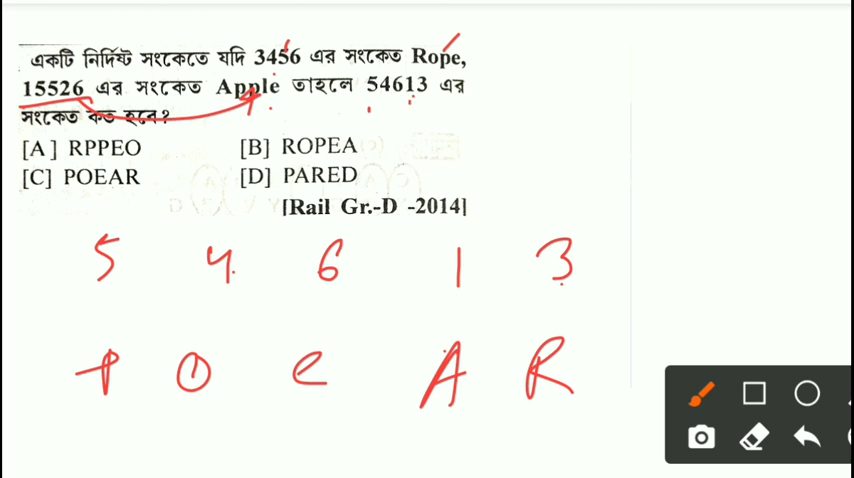 একটি নির্দিষ্ট সংকেতে যদি 3456 এর সংকেত Rope,
15526 এর সংকেত Apple তাহলে 54613 এর
সংকেত কত হবে?
[A] RPPEO [B] ROPEA
[C] POEAR [D] PARED
[Rail Gr.-D -2014]
5 4 6 1 3
P O e A R